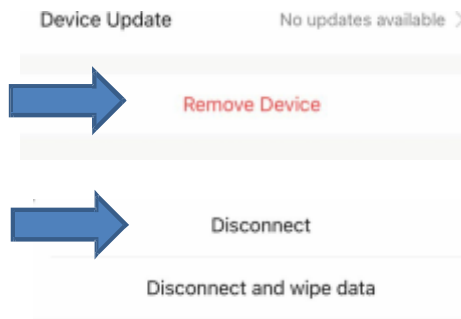 Device Update No updates available >
Remove Device
Disconnect
Disconnect and wipe data